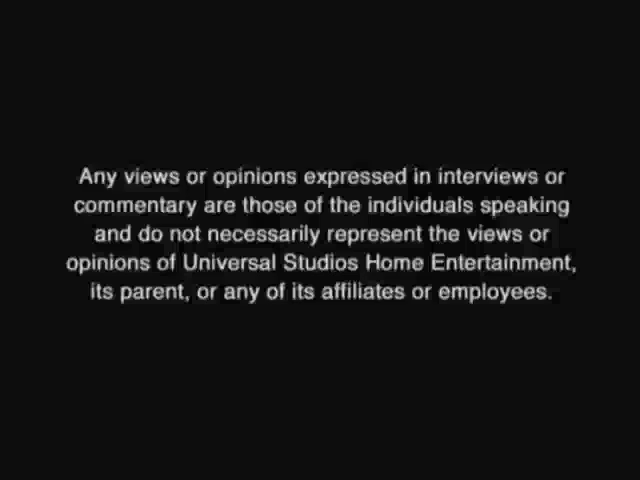 Any views or opinions expressed in interviews or
commentary are those of the individuals speaking
and do not necessarily represent the views or
opinions of Universal Studios Home Entertainment,
its parent, or any of its affiliates or employees.